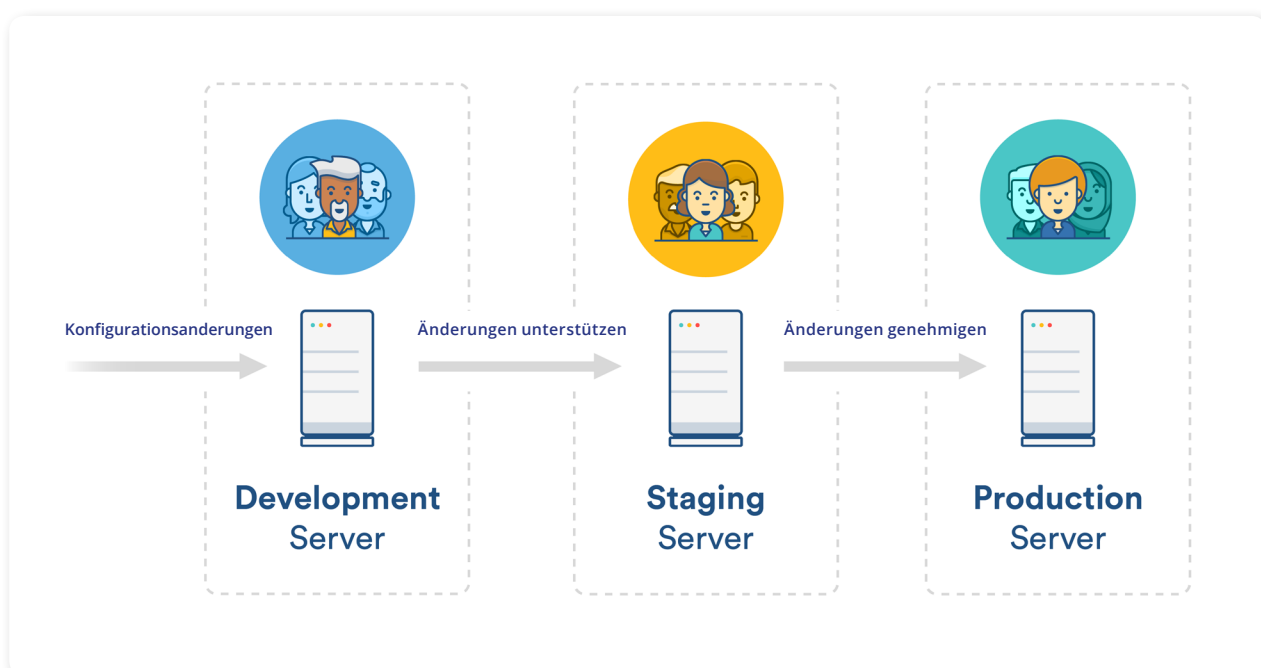 Konfigurationsanderungen
Änderungen unterstützen
Änderungen genehmigen
Development
Server
Staging
Server
Production
Server